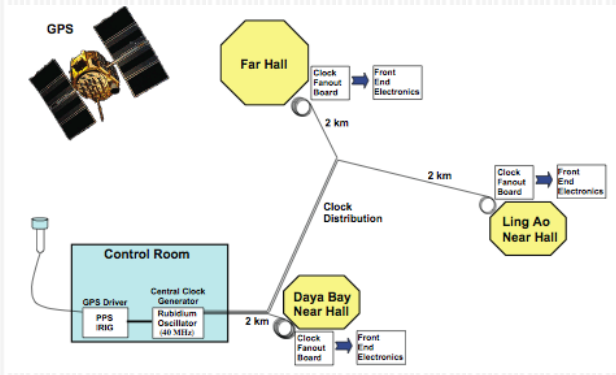 GPS
Far Hall
Clock
Fanout
Board
Front
End
Electronics
2 km
2 km
Clock
Fanout
Board
Front
End
Electronics
Clock
Distribution
Ling Ao
Near Hall
Control Room
GPS Driver
PPS
IRIG
Central Clock
Generator
Rubidium
Oscillator
(40 MHz)
2 km
Daya Bay
Near Hall
Clock
Fanout
Board
Front
End
Electronics